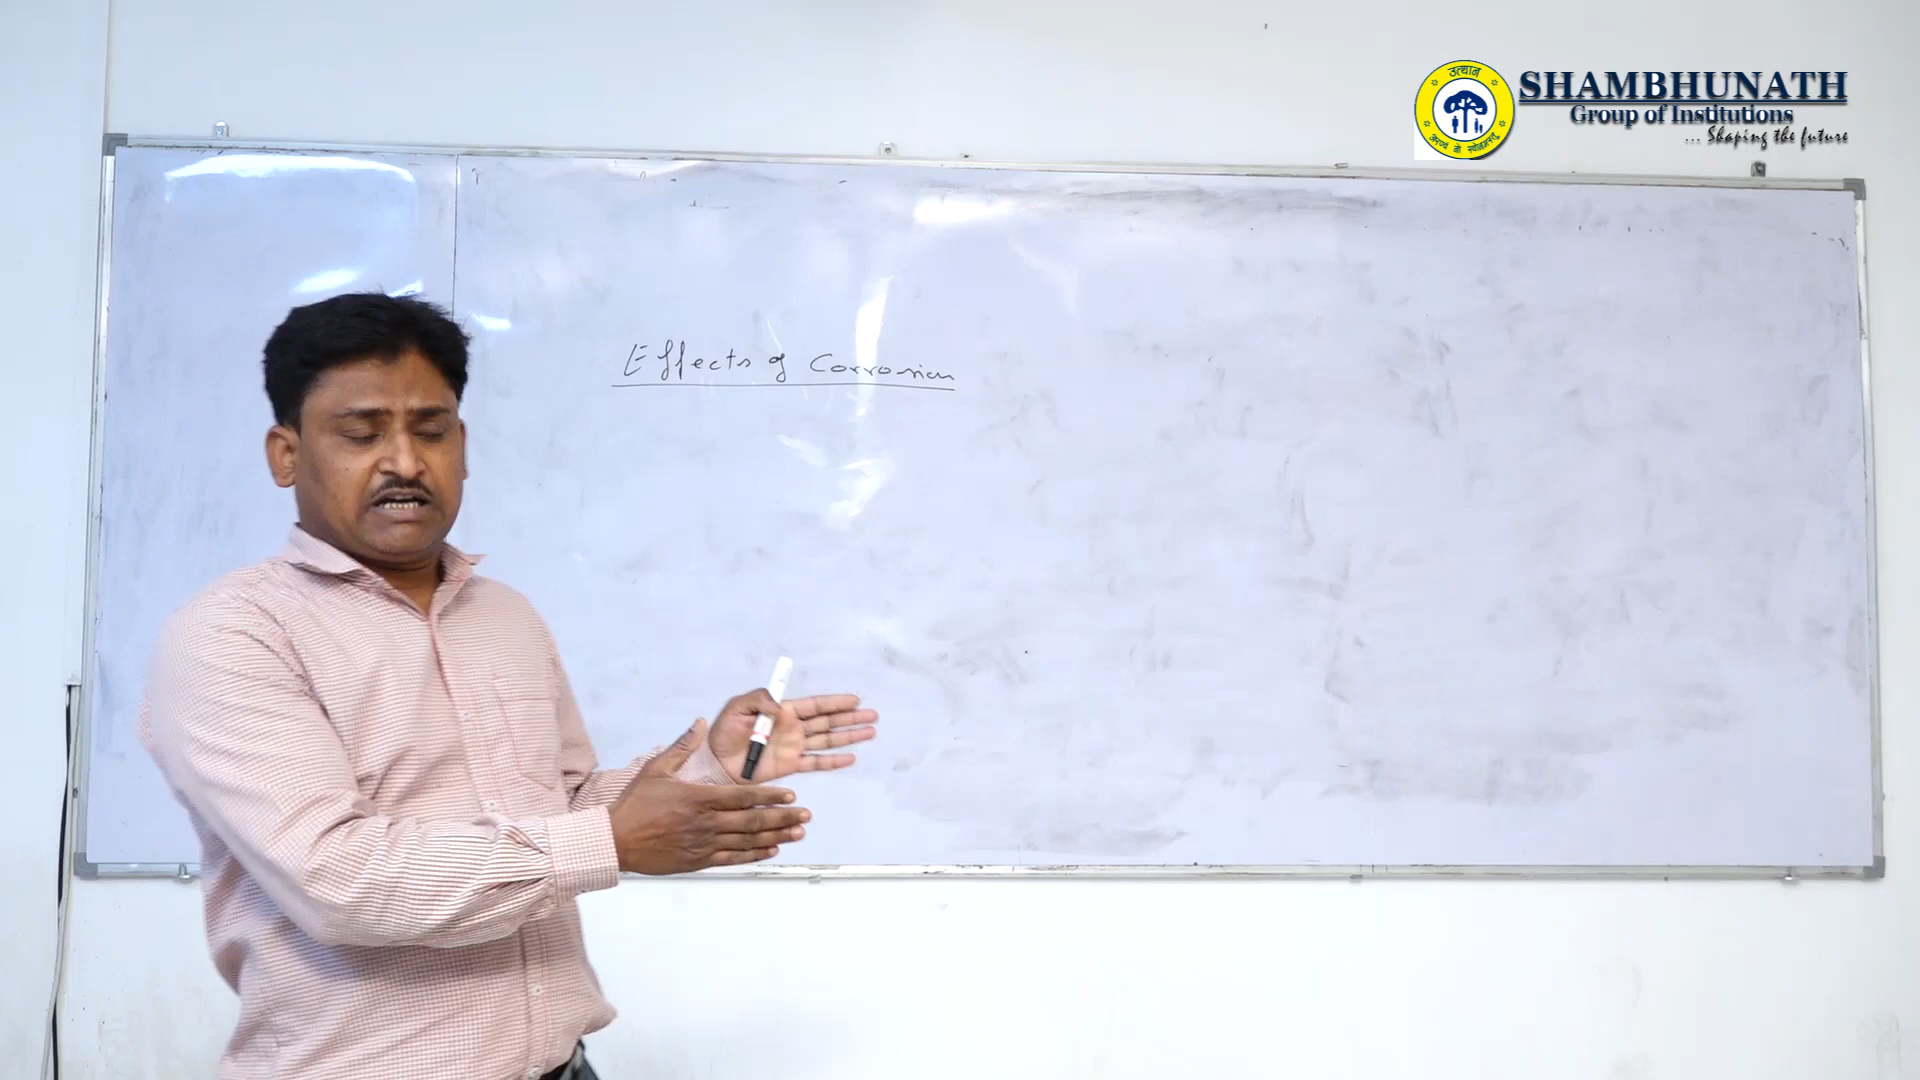 उत्थान
SHAMBHUNATH
Group of Institutions
... Shaping the future
Effects of Corrosion